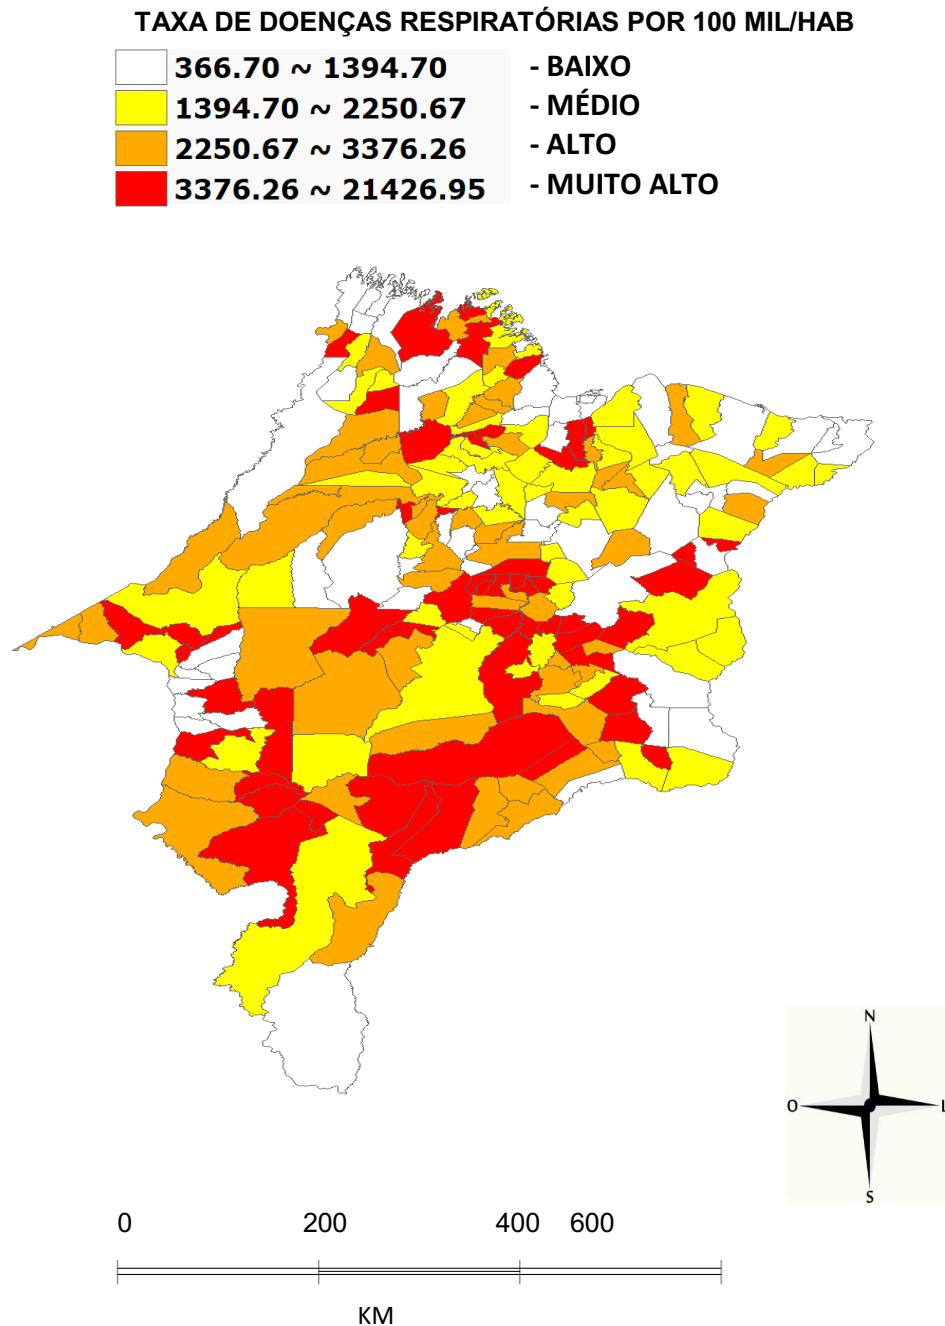 TAXA DE DOENÇAS RESPIRATÓRIAS POR 100 MIL/HAB
366.70 ~ 1394.70 - BAIXO
1394.70 ~ 2250.67 - MÉDIO
2250.67 ~ 3376.26 - ALTO
3376.26 ~ 21426.95 - MUITO ALTO
N
O L
S
0 200 400 600
KM